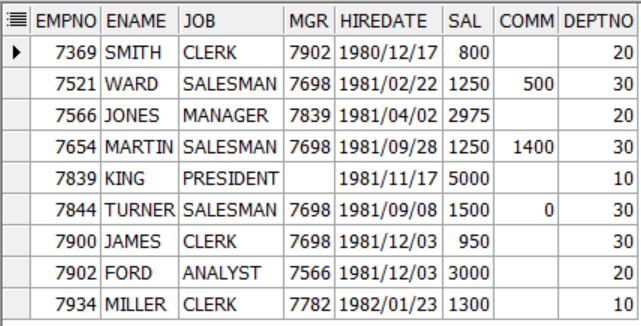 EMPNO ENAME JOB MGR HIREDATE SAL COMM DEPTNO
7369 SMITH CLERK 7902 1980/12/17 800 20
7521 WARD SALESMAN 7698 1981/02/22 1250 500 30
7566 JONES MANAGER 7839 1981/04/02 2975 20
7654 MARTIN SALESMAN 7698 1981/09/28 1250 1400 30
7839 KING PRESIDENT 1981/11/17 5000 10
7844 TURNER SALESMAN 7698 1981/09/08 1500 0 30
7900 JAMES CLERK 7698 1981/12/03 950 30
7902 FORD ANALYST 7566 1981/12/03 3000 20
7934 MILLER CLERK 7782 1982/01/23 1300 10